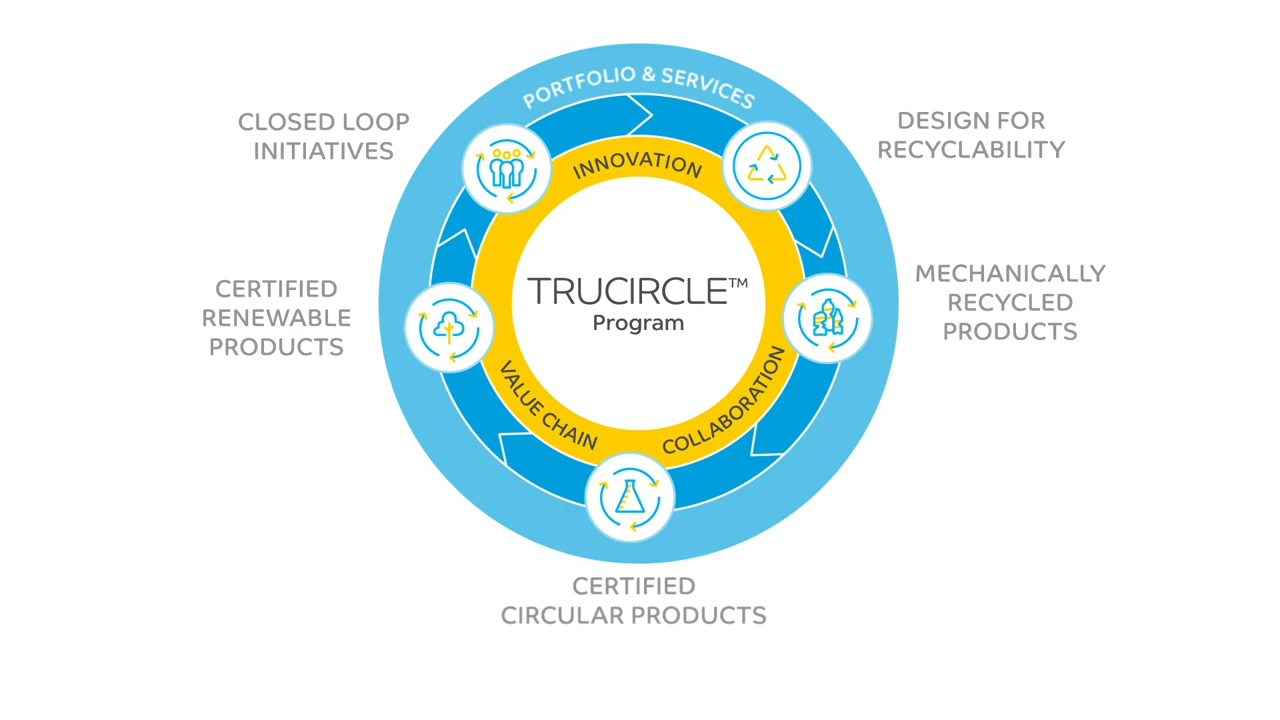 PORTFOLIO & SERVICES
CLOSED LOOP
INITIATIVES
DESIGN FOR
RECYCLABILITY
INNOVATION
CERTIFIED
RENEWABLE
PRODUCTS
TRUCIRCLE™
Program
MECHANICALLY
RECYCLED
PRODUCTS
VALUE CHAIN
COLLABORATION
CERTIFIED
CIRCULAR PRODUCTS